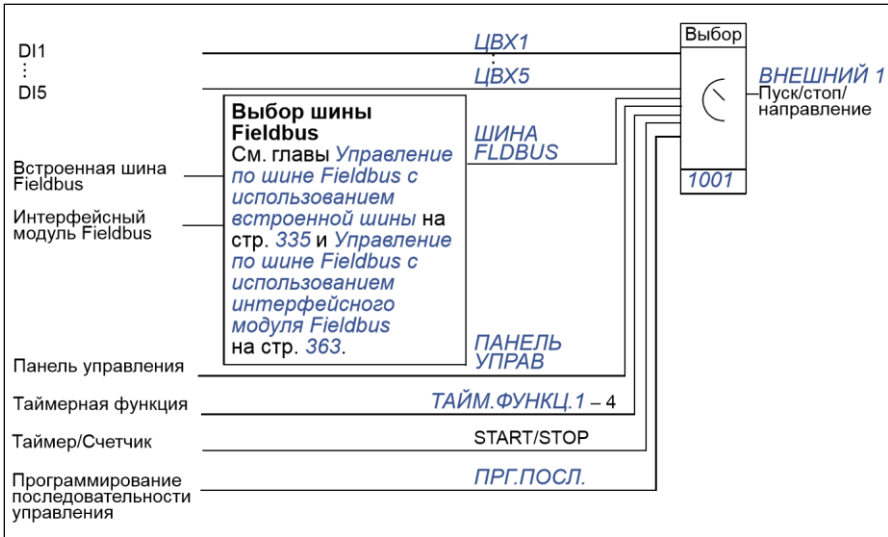 DI1
⋮
DI5
ЦВХ1
⋮
ЦВХ5
Выбор
1001
ВНЕШНИЙ 1
Пуск/стоп/
направление
Встроенная шина
Fieldbus
Интерфейсный
модуль Fieldbus
Выбор шины
Fieldbus
См. главы Управление
по шине Fieldbus с
использованием
встроенной шины на
стр. 335 и Управление
по шине Fieldbus с
использованием
интерфейсного
модуля Fieldbus
на стр. 363.
ШИНА
FLDBUS
Панель управления
ПАНЕЛЬ
УПРАВ
Таймерная функция
ТАЙМ.ФУНКЦ.1 – 4
Таймер/Счетчик
START/STOP
Программирование
последовательности
управления
ПРГ.ПОСЛ.